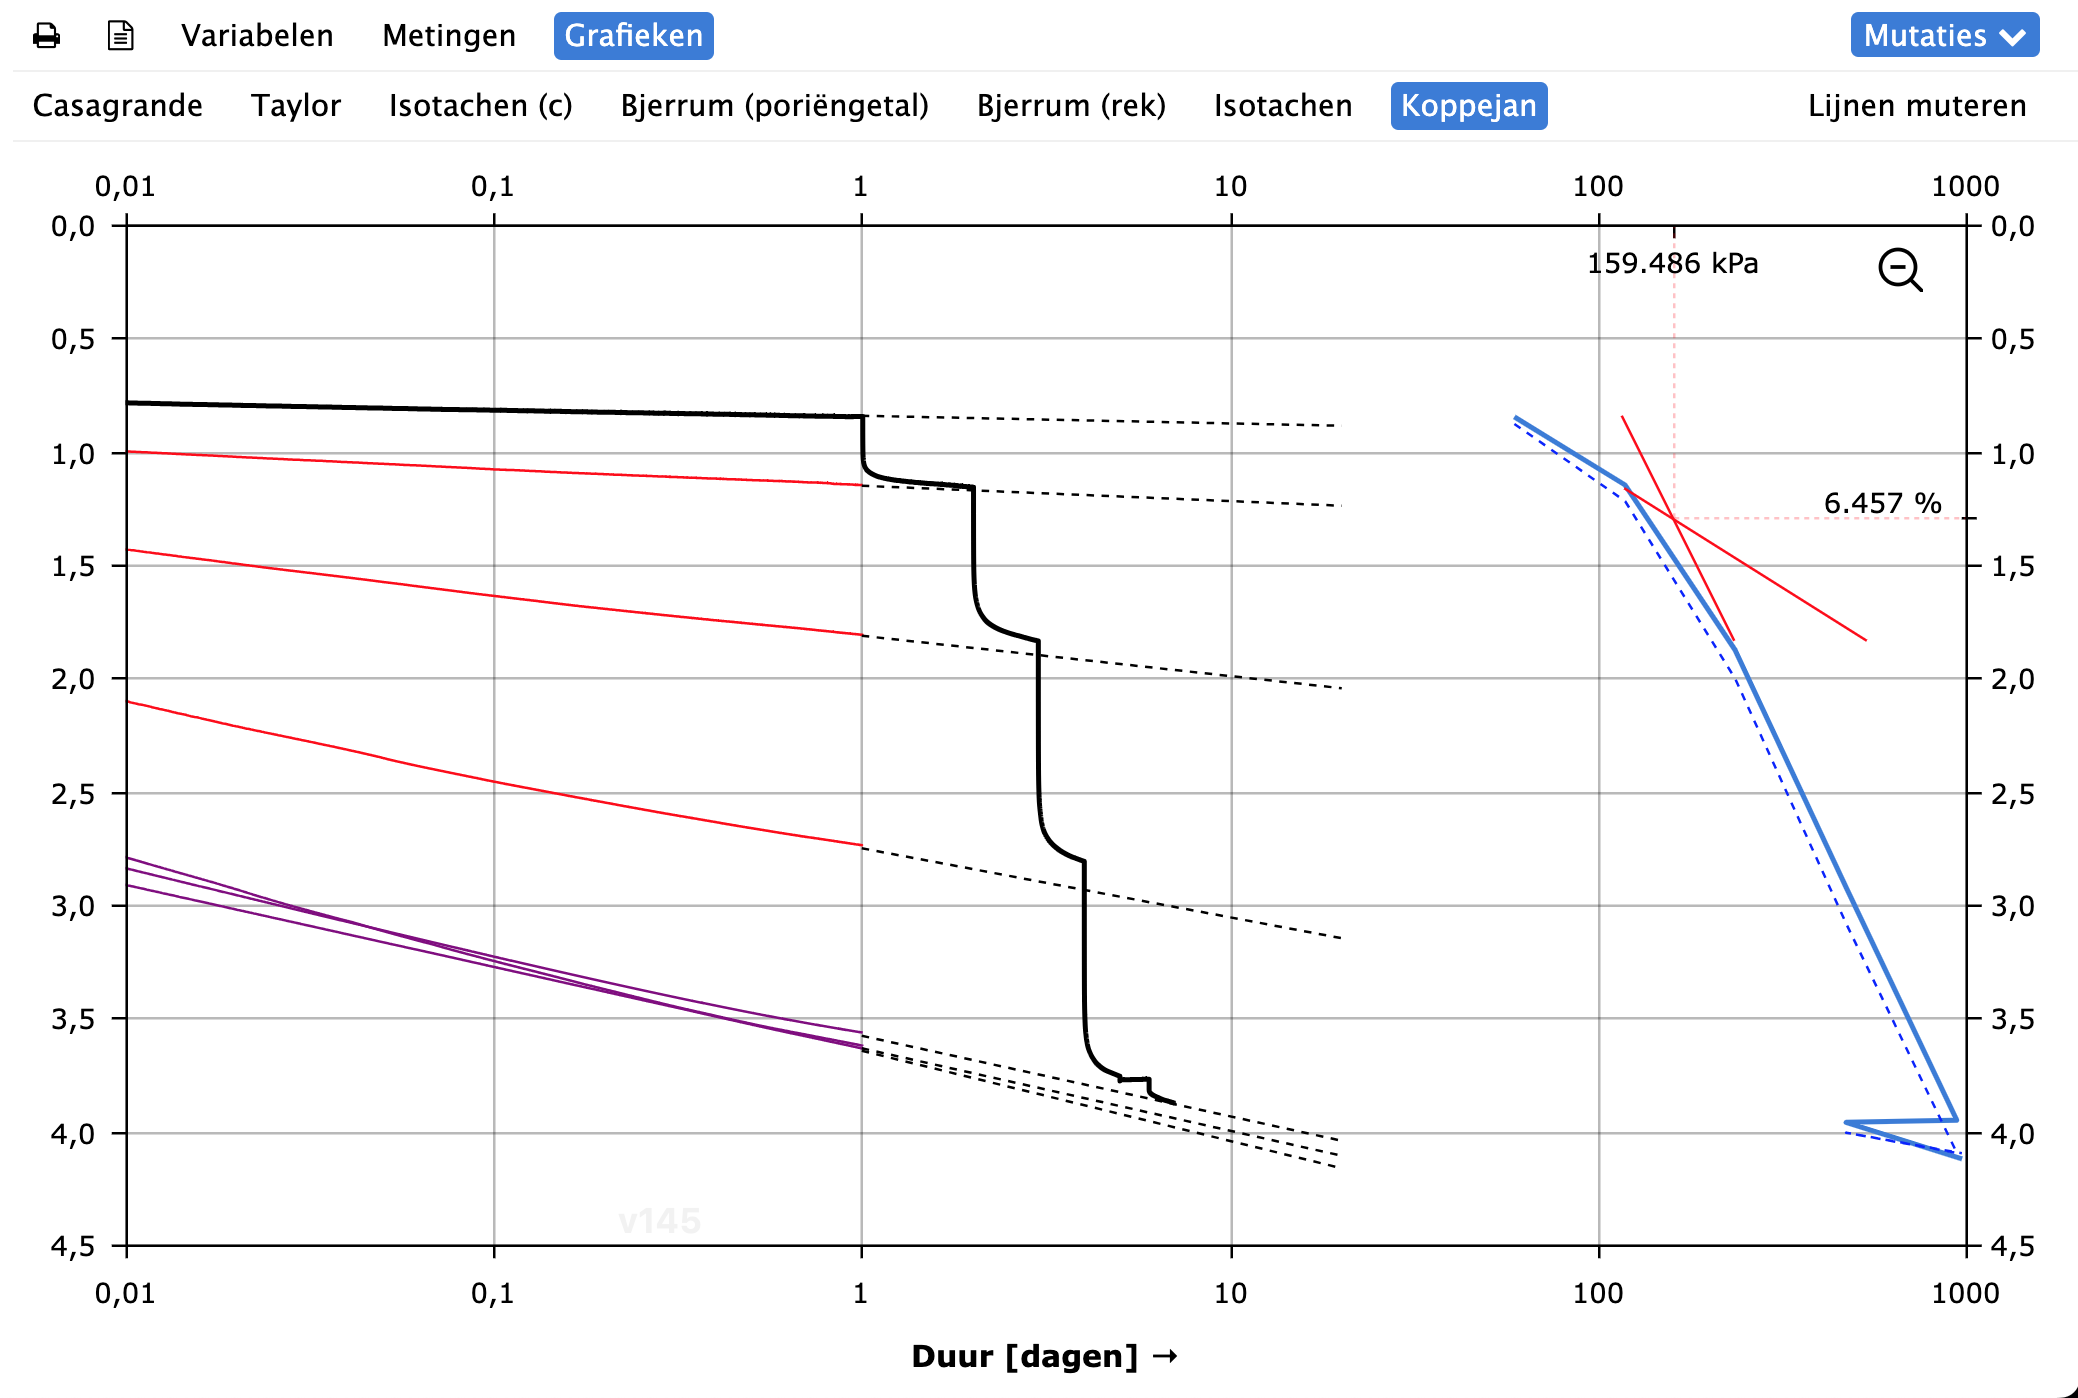 Variabelen Metingen Grafieken Mutaties
Casagrande Taylor Isotachen (c) Bjerrum (poriëngetal) Bjerrum (rek) Isotachen Koppejan Lijnen muteren
0,01 0,1 1 10 100 1000
0,0 0,0
159.486 kPa
0,5 0,5
1,0 1,0
6.457 %
1,5 1,5
2,0 2,0
2,5 2,5
3,0 3,0
3,5 3,5
4,0 4,0
v145
4,5 4,5
0,01 0,1 1 10 100 1000
Duur [dagen] →